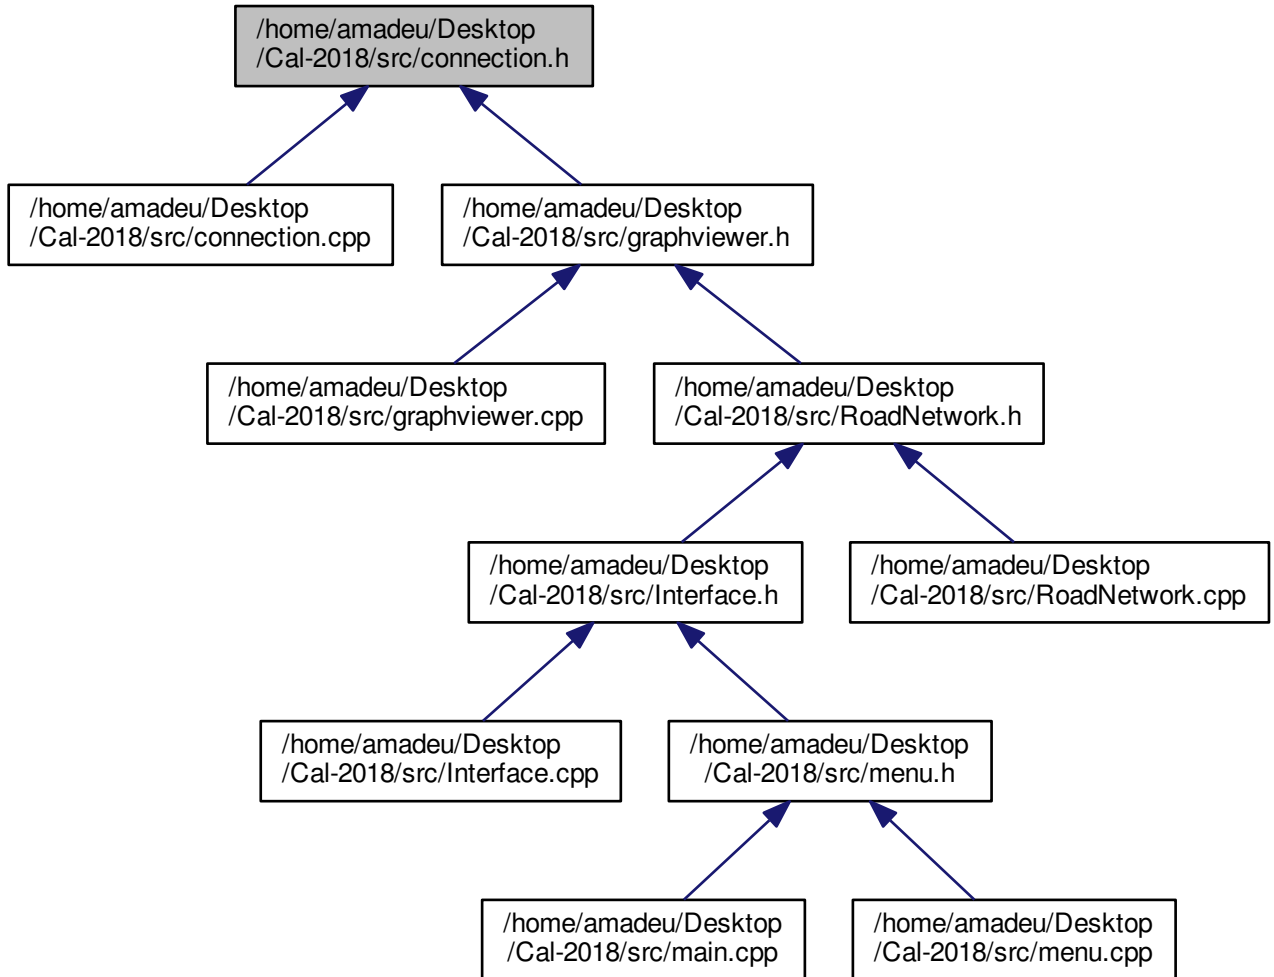 /home/amadeu/Desktop
/Cal-2018/src/connection.h
/home/amadeu/Desktop
/Cal-2018/src/connection.cpp
/home/amadeu/Desktop
/Cal-2018/src/graphviewer.h
/home/amadeu/Desktop
/Cal-2018/src/graphviewer.cpp
/home/amadeu/Desktop
/Cal-2018/src/RoadNetwork.h
/home/amadeu/Desktop
/Cal-2018/src/Interface.h
/home/amadeu/Desktop
/Cal-2018/src/RoadNetwork.cpp
/home/amadeu/Desktop
/Cal-2018/src/Interface.cpp
/home/amadeu/Desktop
/Cal-2018/src/menu.h
/home/amadeu/Desktop
/Cal-2018/src/main.cpp
/home/amadeu/Desktop
/Cal-2018/src/menu.cpp